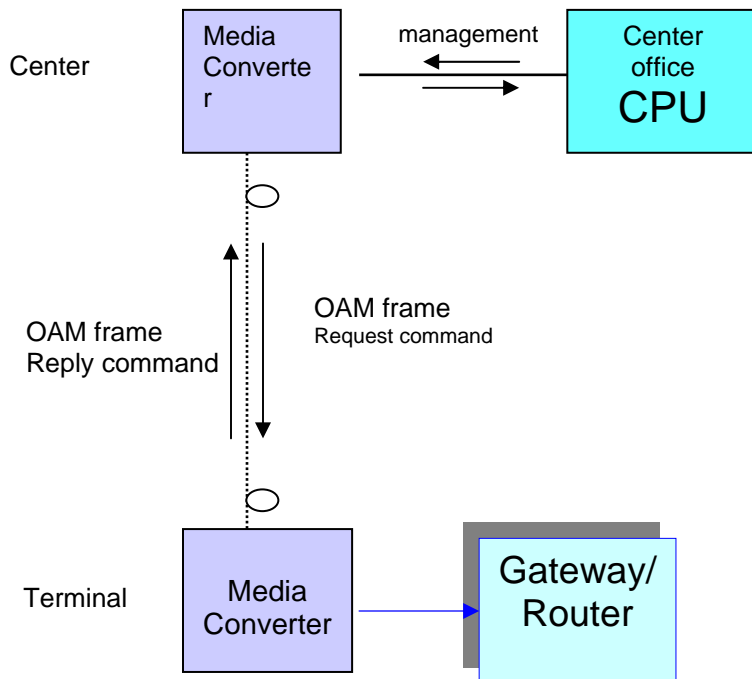 Center
Media
Converte
r
management
Center
office
CPU
OAM frame
Reply command
OAM frame
Request command
Terminal
Media
Converter
Gateway/
Router